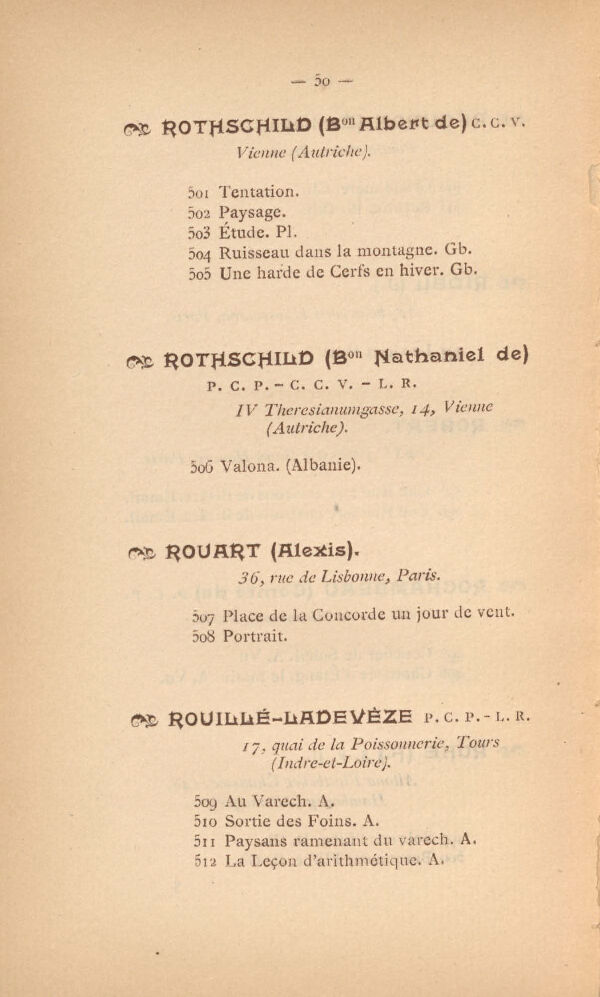 — 50 —
ROTHSCHILD (Bon Albert de) C. C. V.
Vienne (Autriche).
501 Tentation.
502 Paysage.
503 Étude. Pl.
504 Ruisseau dans la montagne. Gb.
505 Une harde de Cerfs en hiver. Gb.
ROTHSCHILD (Bon Nathaniel de)
P. C. P. – C. C. V. – L. R.
IV Theresianumgasse, 14, Vienne
(Autriche).
506 Valona. (Albanie).
ROUART (Alexis).
36, rue de Lisbonne, Paris.
507 Place de la Concorde un jour de vent.
508 Portrait.
ROUILLÉ-LADEVÈZE P. C. P. - L. R.
17, quai de la Poissonnerie, Tours
(Indre-et-Loire).
509 Au Varech. A.
510 Sortie des Foins. A.
511 Paysans ramenant du varech. A.
512 La Leçon d'arithmétique. A.